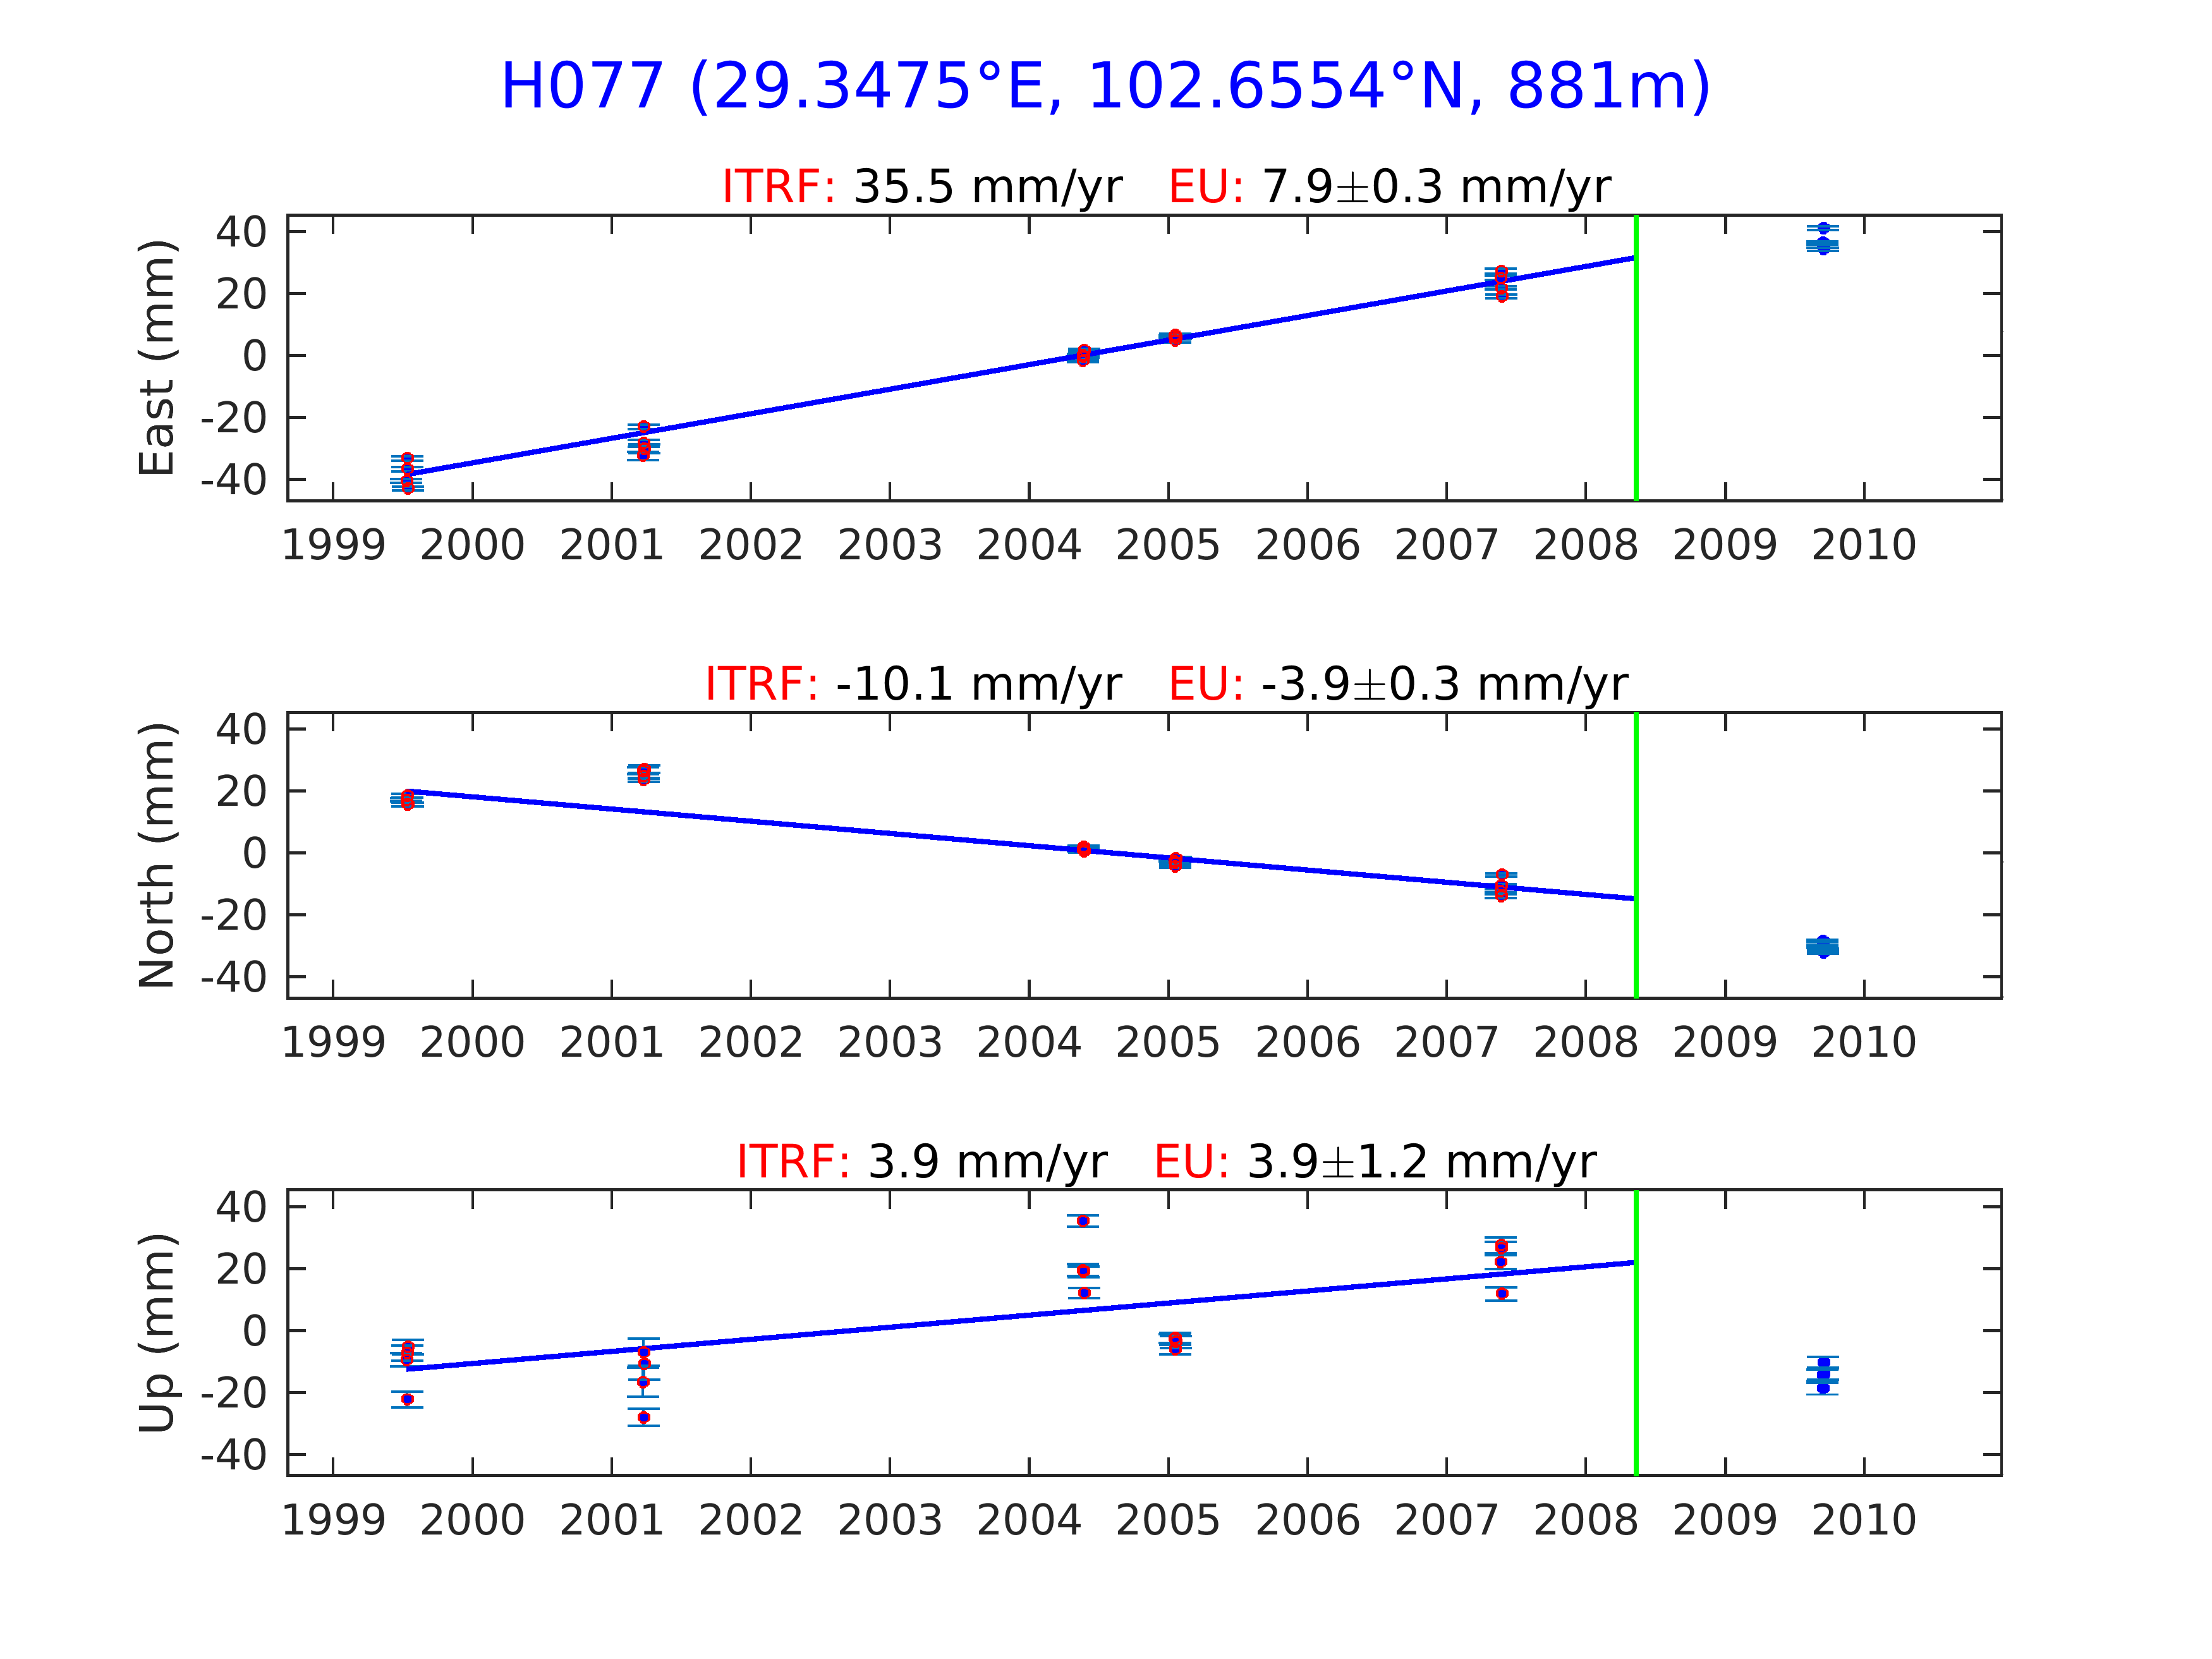 H077 (29.3475°E, 102.6554°N, 881m)
ITRF: 35.5 mm/yr EU: 7.9±0.3 mm/yr
East (mm)
40
20
0
-20
-40
1999 2000 2001 2002 2003 2004 2005 2006 2007 2008 2009 2010
ITRF: -10.1 mm/yr EU: -3.9±0.3 mm/yr
North (mm)
40
20
0
-20
-40
1999 2000 2001 2002 2003 2004 2005 2006 2007 2008 2009 2010
ITRF: 3.9 mm/yr EU: 3.9±1.2 mm/yr
Up (mm)
40
20
0
-20
-40
1999 2000 2001 2002 2003 2004 2005 2006 2007 2008 2009 2010